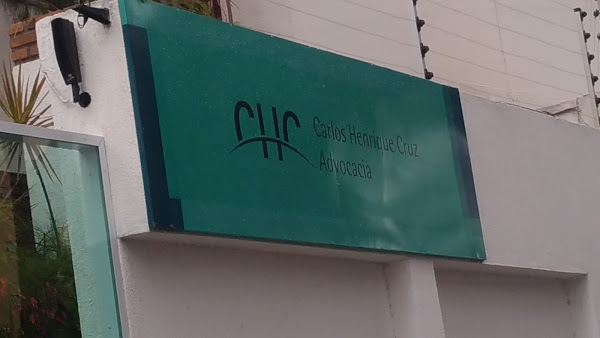 CHC
Carlos Henrique Cruz
Advocacia